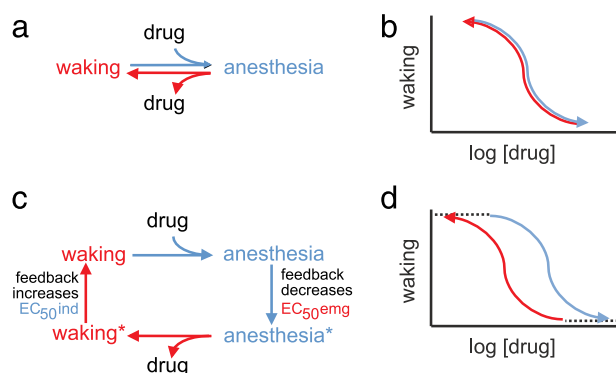 a
drug
waking
anesthesia
drug
b
waking
log [drug]
c
drug
waking
anesthesia
feedback
increases
EC50ind
feedback
decreases
EC50emg
waking*
anesthesia*
drug
d
waking
log [drug]